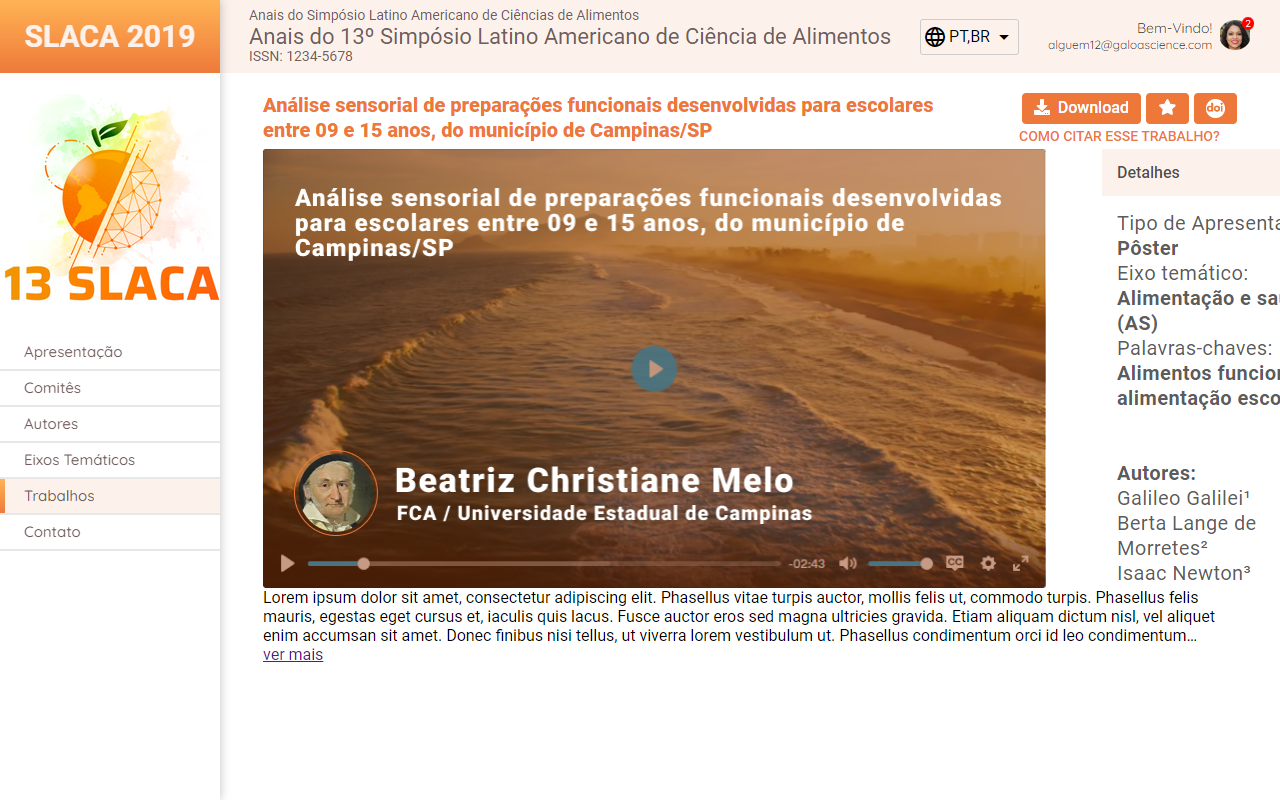 SLACA 2019
Anais do Simpósio Latino Americano de Ciências de Alimentos
Anais do 13º Simpósio Latino Americano de Ciência de Alimentos
ISSN: 1234-5678
PT,BR
Bem-Vindo!
alguem12@galoascience.com
2
13 SLACA
Apresentação
Comitês
Autores
Eixos Temáticos
Trabalhos
Contato
Análise sensorial de preparações funcionais desenvolvidas para escolares
entre 09 e 15 anos, do município de Campinas/SP
Download
doi
COMO CITAR ESSE TRABALHO?
Análise sensorial de preparações funcionais desenvolvidas
para escolares entre 09 e 15 anos, do município de
Campinas/SP
Beatriz Christiane Melo
FCA / Universidade Estadual de Campinas
-02:43
CC
Detalhes
Tipo de Apresenta
Pôster
Eixo temático:
Alimentação e sa
(AS)
Palavras-chaves:
Alimentos funcion
alimentação esco
Autores:
Galileo Galilei¹
Berta Lange de
Morretes²
Isaac Newton³
Lorem ipsum dolor sit amet, consectetur adipiscing elit. Phasellus vitae turpis auctor, mollis felis ut, commodo turpis. Phasellus felis
mauris, egestas eget cursus et, iaculis quis lacus. Fusce auctor eros sed magna ultricies gravida. Etiam aliquam dictum nisl, vel aliquet
enim accumsan sit amet. Donec finibus nisi tellus, ut viverra lorem vestibulum ut. Phasellus condimentum orci id leo condimentum...
ver mais